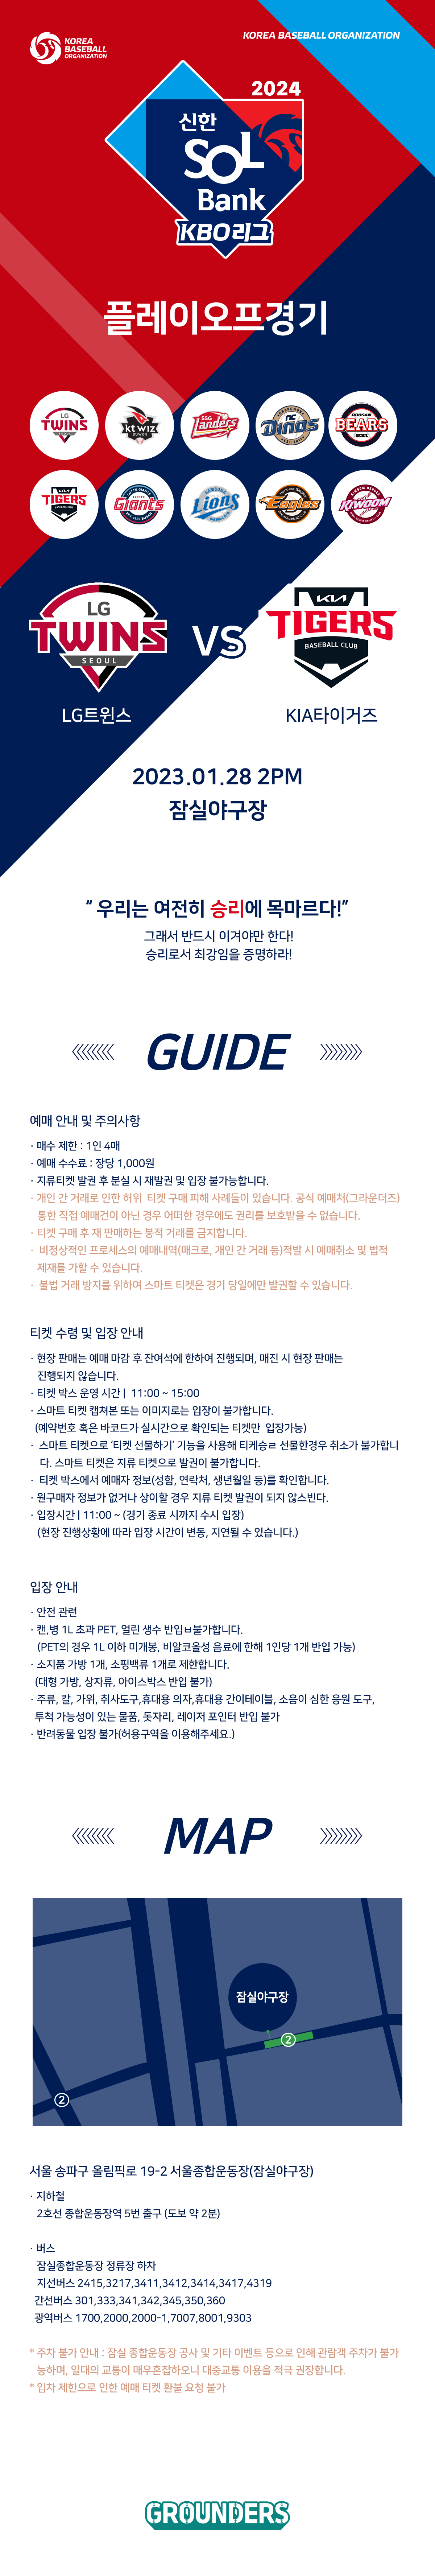 KOREA
BASEBALL
ORGANIZATION
KOREA BASEBALL ORGANIZATION
2024
신한
SOL
Bank
KBO리그
플레이오프경기
LG
TWINS
kt wiz
SUWON
SSG
Landers
NC
Dinos
DOOSAN
BEARS
KIA
TIGERS
Giants
SAMSUNG
Lions
Eagles
KIWOOM
LG
TWINS
SEOUL
VS
KIA
TIGERS
BASEBALL CLUB
LG트윈스
KIA타이거즈
2023.01.28 2PM
잠실야구장
“ 우리는 여전히 승리에 목마르다!”
그래서 반드시 이겨야만 한다!
승리로서 최강임을 증명하라!
GUIDE
예매 안내 및 주의사항
· 매수 제한 : 1인 4매
· 예매 수수료 : 장당 1,000원
· 지류티켓 발권 후 분실 시 재발권 및 입장 불가능합니다.
· 개인 간 거래로 인한 허위 티켓 구매 피해 사례들이 있습니다. 공식 예매처(그라운더즈)
통한 직접 예매건이 아닌 경우 어떠한 경우에도 권리를 보호받을 수 없습니다.
· 티켓 구매 후 재 판매하는 붕적 거래를 금지합니다.
· 비정상적인 프로세스의 예매내역(매크로, 개인 간 거래 등)적발 시 예매취소 및 법적
제재를 가할 수 있습니다.
· 불법 거래 방지를 위하여 스마트 티켓은 경기 당일에만 발권할 수 있습니다.
티켓 수령 및 입장 안내
· 현장 판매는 예매 마감 후 잔여석에 한하여 진행되며, 매진 시 현장 판매는
진행되지 않습니다.
· 티켓 박스 운영 시간 | 11:00 ~ 15:00
· 스마트 티켓 캡쳐본 또는 이미지로는 입장이 불가합니다.
(예약번호 혹은 바코드가 실시간으로 확인되는 티켓만 입장가능)
· 스마트 티켓으로 '티켓 선물하기' 기능을 사용해 티케승ㄹ 선물한경우 취소가 불가합니
다. 스마트 티켓은 지류 티켓으로 발권이 불가합니다.
· 티켓 박스에서 예매자 정보(성함, 연락처, 생년월일 등)를 확인합니다.
· 원구매자 정보가 없거나 상이할 경우 지류 티켓 발권이 되지 않스빈다.
· 입장시간 | 11:00 ~ (경기 종료 시까지 수시 입장)
(현장 진행상황에 따라 입장 시간이 변동, 지연될 수 있습니다.)
입장 안내
· 안전 관련
· 캔,병 1L 초과 PET, 얼린 생수 반입ㅂ불가합니다.
(PET의 경우 1L 이하 미개봉, 비알코올성 음료에 한해 1인당 1개 반입 가능)
· 소지품 가방 1개, 소핑백류 1개로 제한합니다.
(대형 가방, 상자류, 아이스박스 반입 불가)
· 주류, 칼, 가위, 취사도구,휴대용 의자,휴대용 간이테이블, 소음이 심한 응원 도구,
투척 가능성이 있는 물품, 돗자리, 레이저 포인터 반입 불가
· 반려동물 입장 불가(허용구역을 이용해주세요.)
MAP
잠실야구장
2
2
서울 송파구 올림픽로 19-2 서울종합운동장(잠실야구장)
· 지하철
2호선 종합운동장역 5번 출구 (도보 약 2분)
· 버스
잠실종합운동장 정류장 하차
지선버스 2415,3217,3411,3412,3414,3417,4319
간선버스 301,333,341,342,345,350,360
광역버스 1700,2000,2000-1,7007,8001,9303
* 주차 불가 안내 : 잠실 종합운동장 공사 및 기타 이벤트 등으로 인해 관람객 주차가 불가
능하며, 일대의 교통이 매우혼잡하오니 대중교통 이용을 적극 권장합니다.
* 입차 제한으로 인한 예매 티켓 환불 요청 불가
GROUNDERS